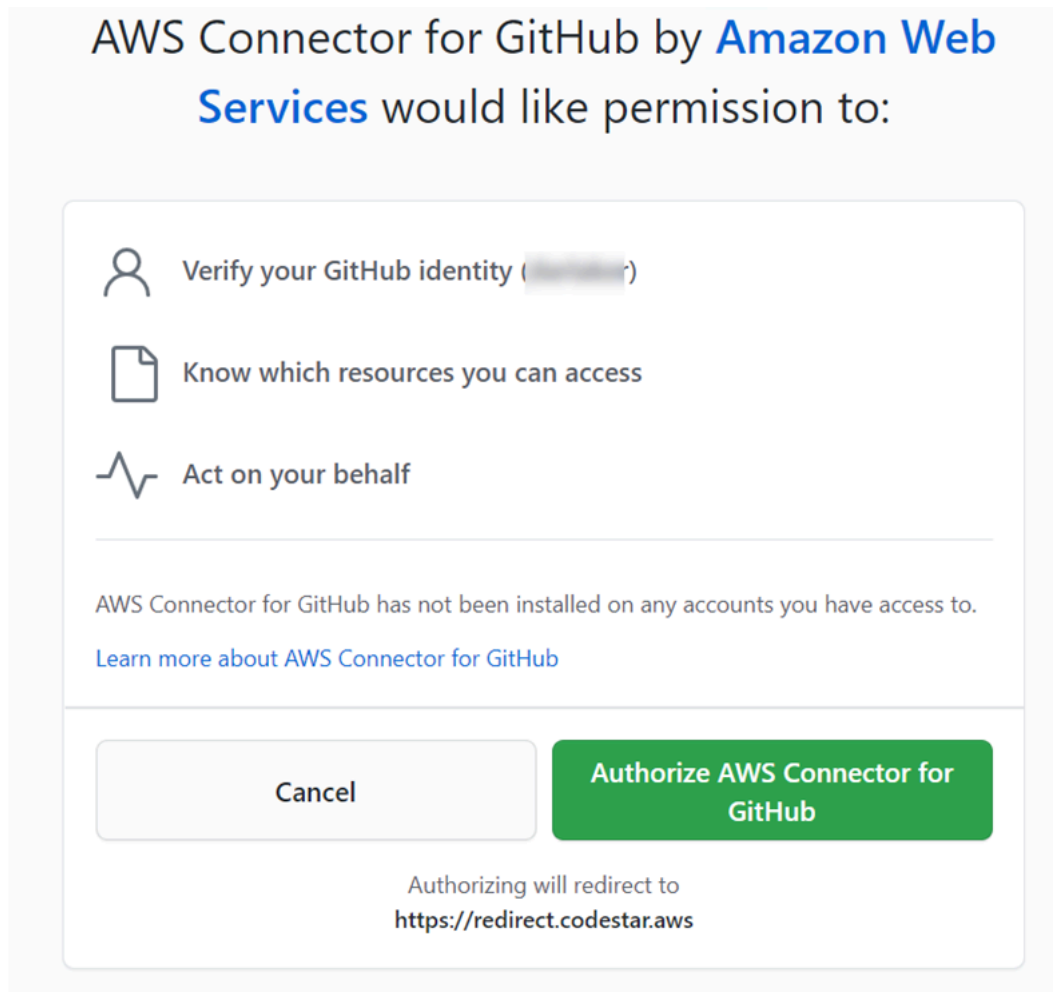 AWS Connector for GitHub by Amazon Web
Services would like permission to:
Verify your GitHub identity (r)
Know which resources you can access
Act on your behalf
AWS Connector for GitHub has not been installed on any accounts you have access to.
Learn more about AWS Connector for GitHub
Cancel
Authorize AWS Connector for
GitHub
Authorizing will redirect to
https://redirect.codestar.aws